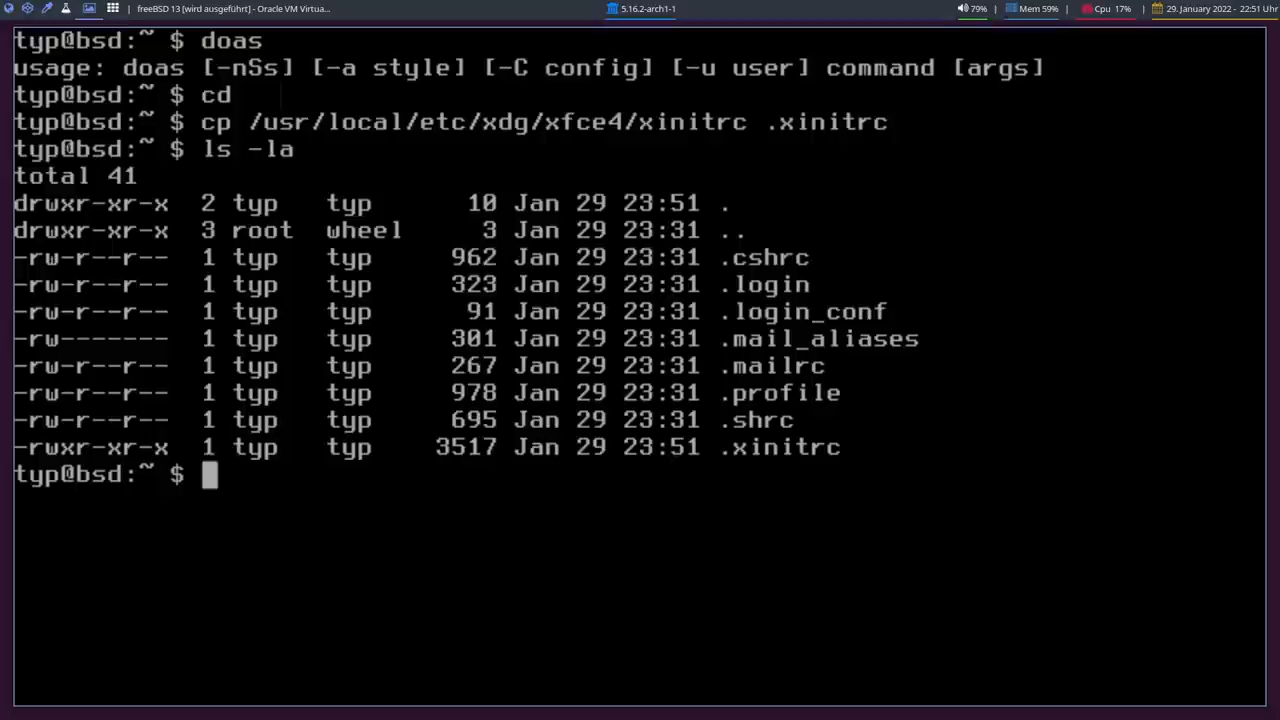 freeBSD 13 [wird ausgeführt] - Oracle VM Virtua...
5.16.2-arch1-1
79%
Mem 59%
Cpu 17%
29. January 2022 - 22:51 Uhr
typ@bsd:~ $ doas
usage: doas [-nSs] [-a style] [-C config] [-u user] command [args]
typ@bsd:~ $ cd
typ@bsd:~ $ cp /usr/local/etc/xdg/xfce4/xinitrc .xinitrc
typ@bsd:~ $ ls -la
total 41
drwxr-xr-x  2 typ   typ      10 Jan 29 23:51 .
drwxr-xr-x  3 root  wheel     3 Jan 29 23:31 ..
-rw-r--r--  1 typ   typ     962 Jan 29 23:31 .cshrc
-rw-r--r--  1 typ   typ     323 Jan 29 23:31 .login
-rw-r--r--  1 typ   typ      91 Jan 29 23:31 .login_conf
-rw-------  1 typ   typ     301 Jan 29 23:31 .mail_aliases
-rw-r--r--  1 typ   typ     267 Jan 29 23:31 .mailrc
-rw-r--r--  1 typ   typ     978 Jan 29 23:31 .profile
-rw-r--r--  1 typ   typ     695 Jan 29 23:31 .shrc
-rwxr-xr-x  1 typ   typ    3517 Jan 29 23:51 .xinitrc
typ@bsd:~ $